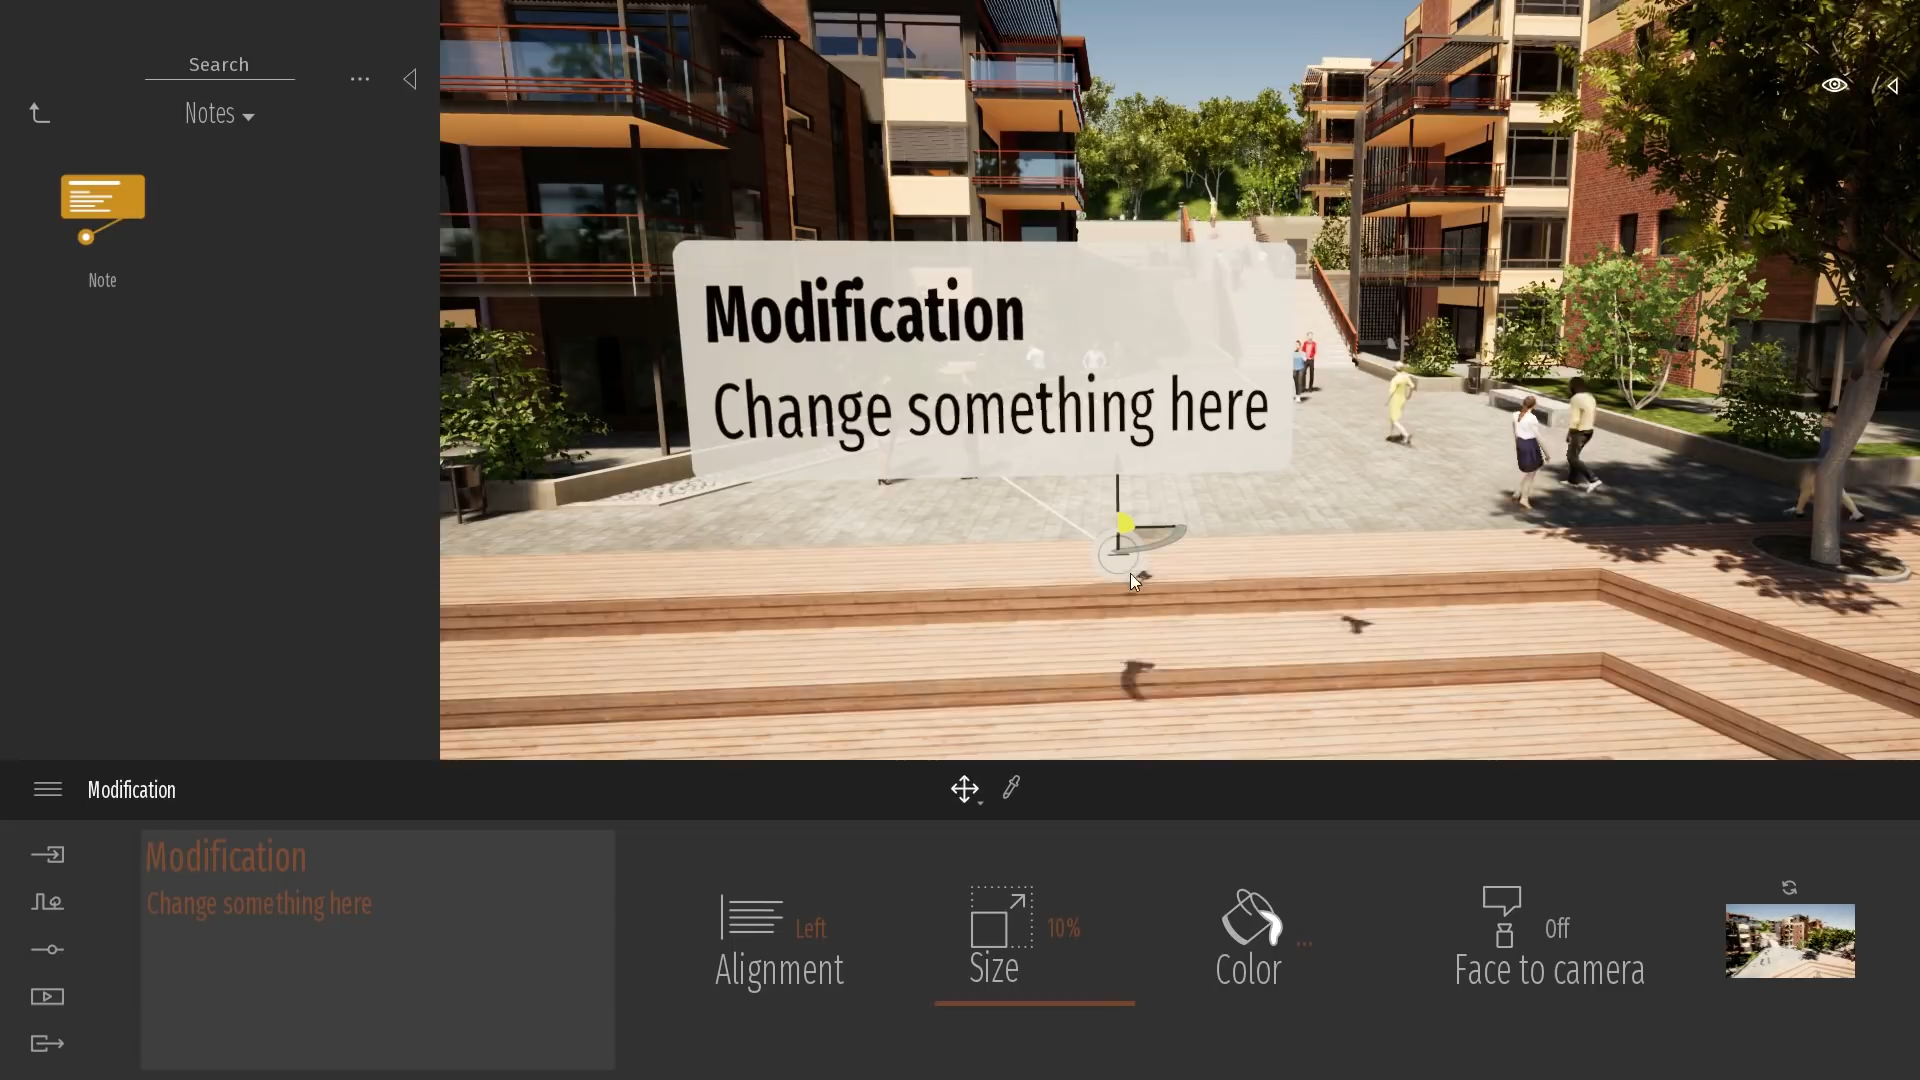 Search
...
Notes
Note
Modification
Change something here
Modification
Modification
Change something here
Left
Alignment
10%
Size
...
Color
Off
Face to camera